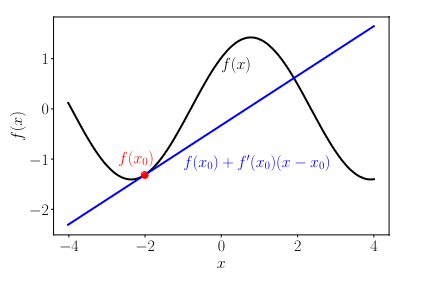 f(x)
f(x)
f(x₀)
f(x₀) + f′(x₀)(x − x₀)
1
0
−1
−2
−4
−2
0
2
4
x